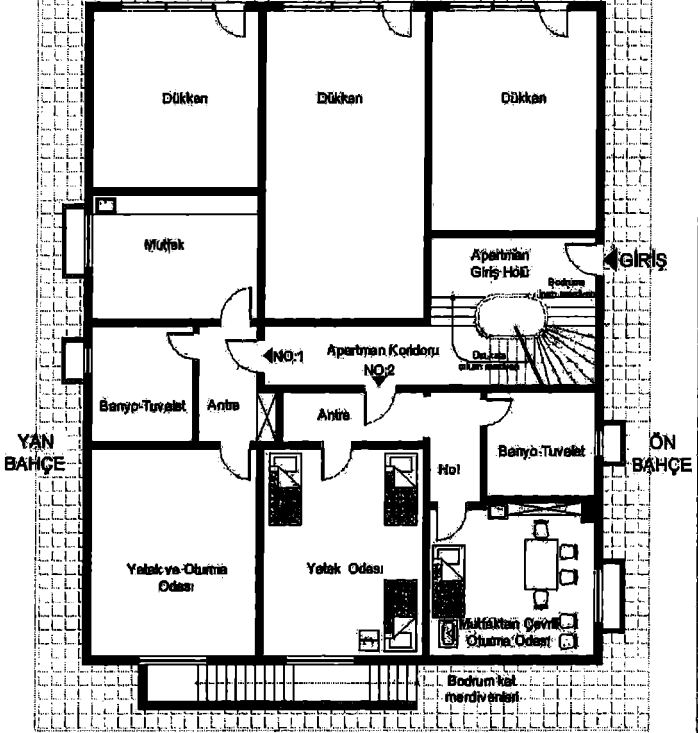 Dükkan
Dükkan
Dükkan
Mutfak
Apartman
Giriş Holü
GİRİŞ
Bodruma
Apartman Koridoru
NO:1
NO:2
Banyo-Tuvalet
Antre
Antre
YAN
BAHÇE
Hol
Banyo-Tuvalet
ÖN
BAHÇE
Yatak ve Oturma
Odası
Yatak Odası
Mutfaktan Çevrili
Oturma Odası
Bodrum kat
merdivenleri